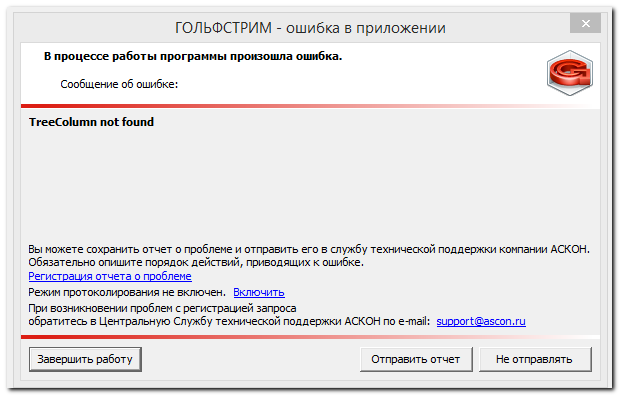 ГОЛЬФСТРИМ - ошибка в приложении
В процессе работы программы произошла ошибка.
Сообщение об ошибке:
TreeColumn not found
Вы можете сохранить отчет о проблеме и отправить его в службу технической поддержки компании АСКОН.
Обязательно опишите порядок действий, приводящих к ошибке.
Регистрация отчета о проблеме
Режим протоколирования не включен. Включить
При возникновении проблем с регистрацией запроса
обратитесь в Центральную Службу технической поддержки АСКОН по e-mail: support@ascon.ru
Завершить работу Отправить отчет Не отправлять